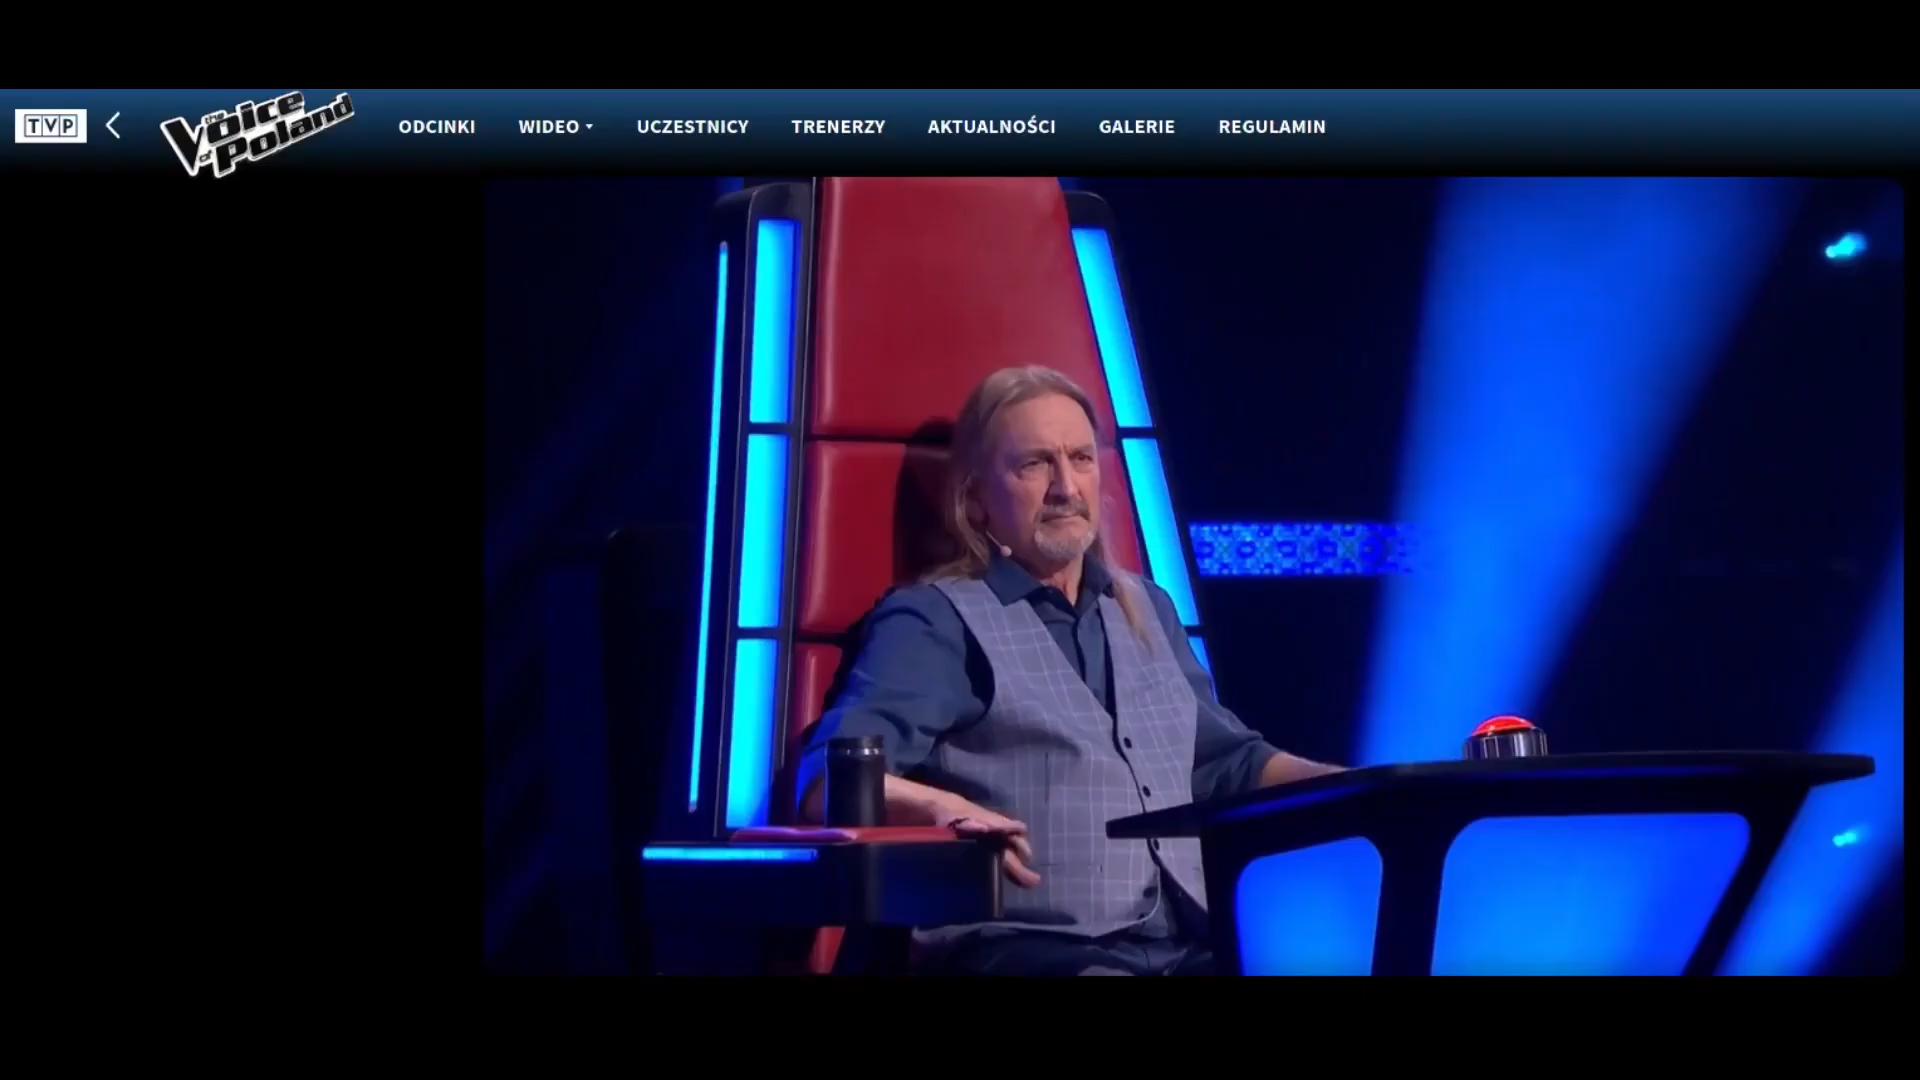 TVP
the Voice of Poland
ODCINKI
WIDEO
UCZESTNICY
TRENERZY
AKTUALNOŚCI
GALERIE
REGULAMIN